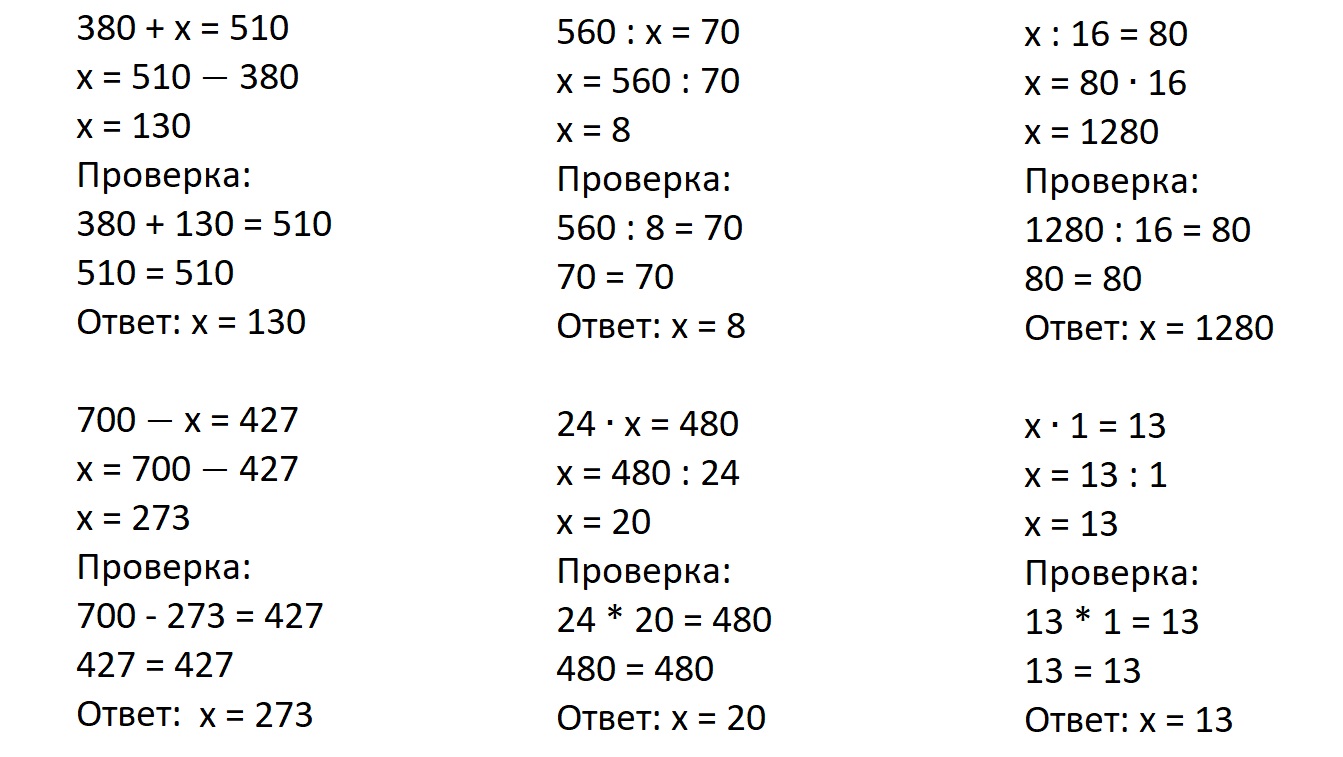 380 + x = 510
x = 510 − 380
x = 130
Проверка:
380 + 130 = 510
510 = 510
Ответ: x = 130
560 : x = 70
x = 560 : 70
x = 8
Проверка:
560 : 8 = 70
70 = 70
Ответ: x = 8
x : 16 = 80
x = 80 · 16
x = 1280
Проверка:
1280 : 16 = 80
80 = 80
Ответ: x = 1280
700 − x = 427
x = 700 − 427
x = 273
Проверка:
700 - 273 = 427
427 = 427
Ответ: x = 273
24 · x = 480
x = 480 : 24
x = 20
Проверка:
24 * 20 = 480
480 = 480
Ответ: x = 20
x · 1 = 13
x = 13 : 1
x = 13
Проверка:
13 * 1 = 13
13 = 13
Ответ: x = 13